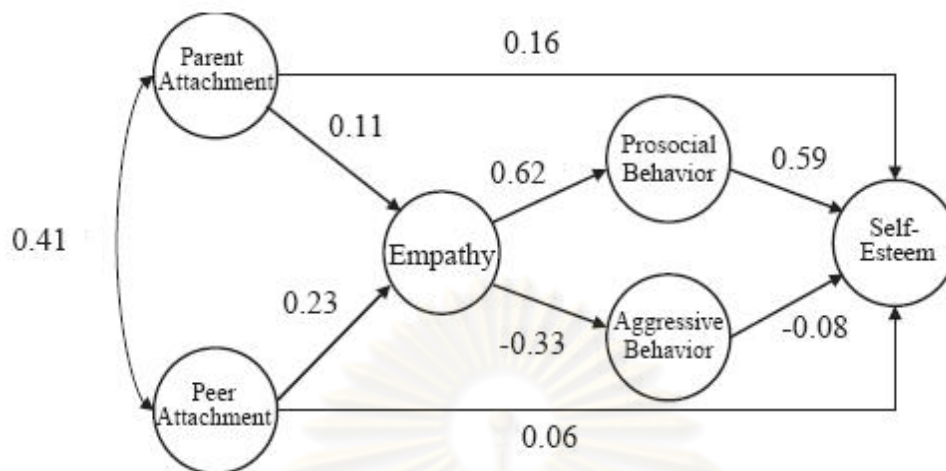 0.16
Parent
Attachment
0.11
Prosocial
Behavior
0.59
0.62
0.41
Empathy
Self-
Esteem
0.23
-0.33
Aggressive
Behavior
-0.08
Peer
Attachment
0.06